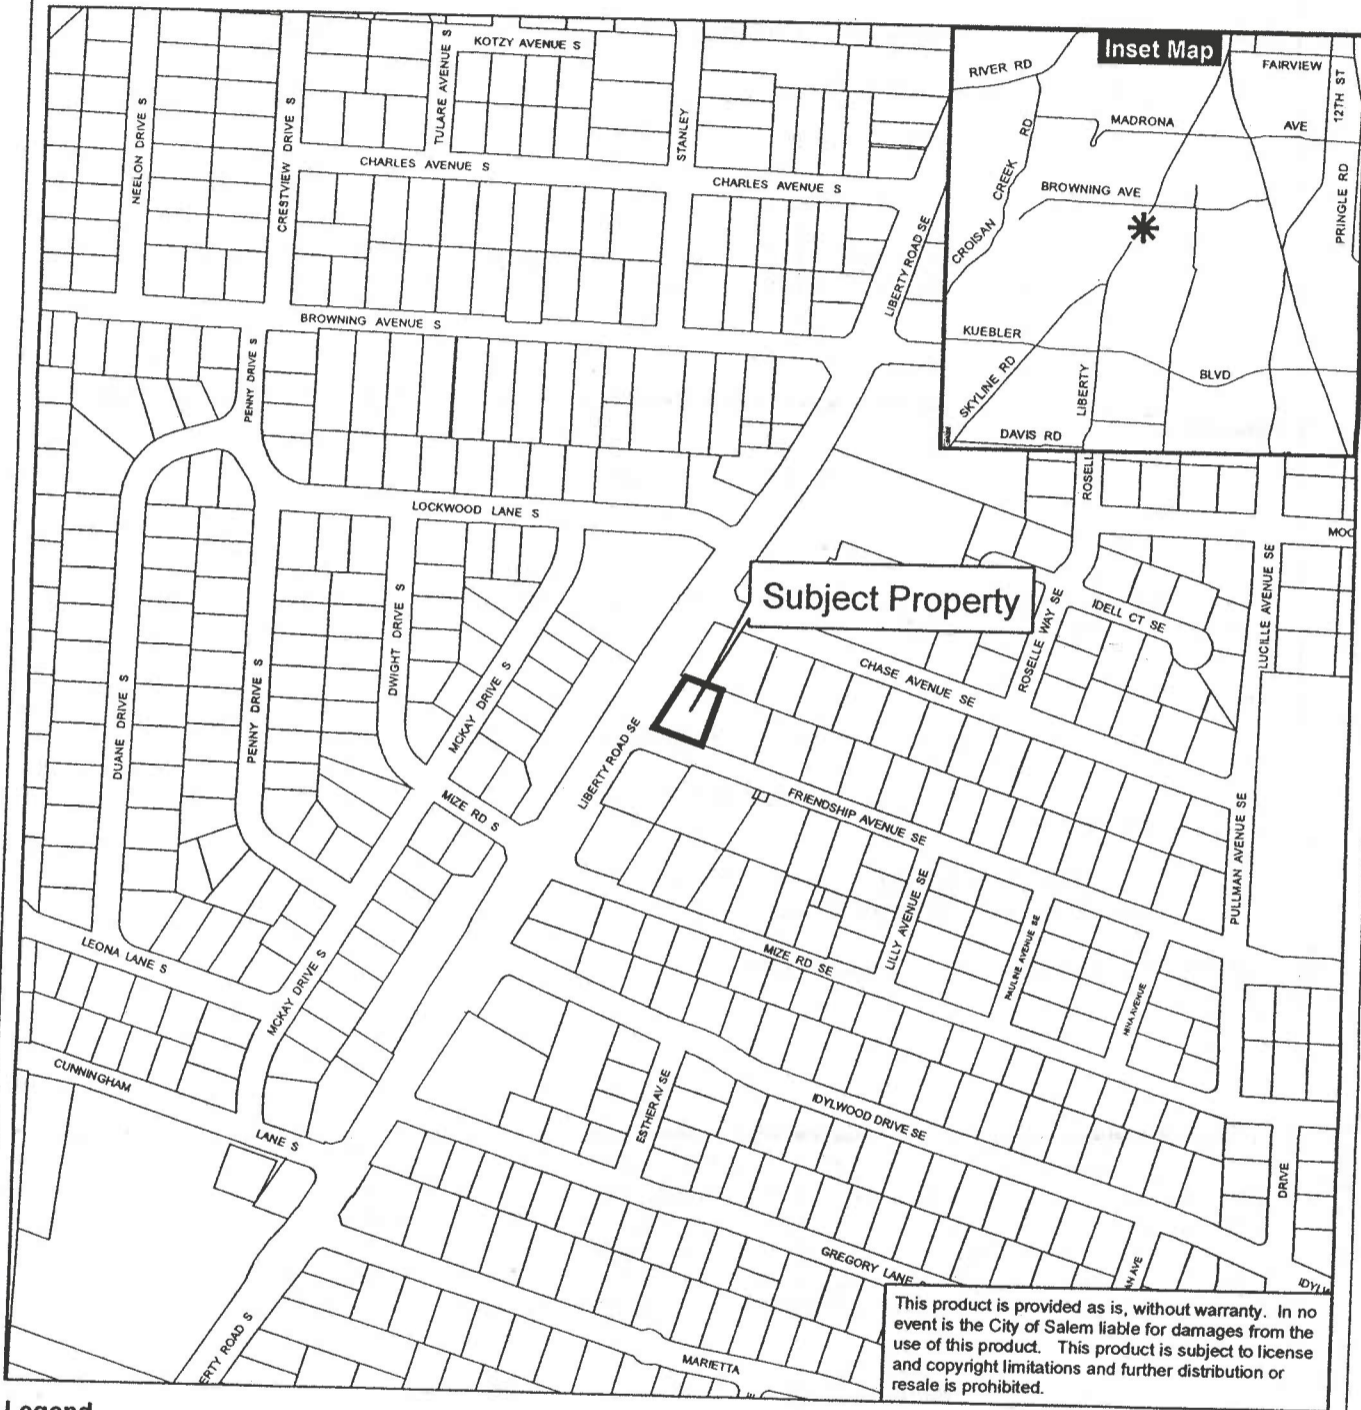 KOTZY AVENUE S
TULARE AVENUE S
STANLEY
NEELON DRIVE S
CRESTVIEW DRIVE S
CHARLES AVENUE S
CHARLES AVENUE S
LIBERTY ROAD SE
BROWNING AVENUE S
PENNY DRIVE S
Inset Map
RIVER RD
FAIRVIEW
12TH ST
MADRONA
AVE
CROISAN CREEK RD
BROWNING AVE
PRINGLE RD
KUEBLER
BLVD
SKYLINE RD
LIBERTY
DAVIS RD
LOCKWOOD LANE S
ROSELL
MOO
Subject Property
IDELL CT SE
LUCILLE AVENUE SE
ROSELLE WAY SE
CHASE AVENUE SE
DWIGHT DRIVE S
MCKAY DRIVE S
DUANE DRIVE S
PENNY DRIVE S
LIBERTY ROAD SE
MIZE RD S
FRIENDSHIP AVENUE SE
PULLMAN AVENUE SE
LILLY AVENUE SE
PAULINE AVENUE SE
NINA AVENUE
MIZE RD SE
LEONA LANE S
MCKAY DRIVE S
CUNNINGHAM
LANE S
ESTHER AV SE
IDYLWOOD DRIVE SE
DRIVE
GREGORY LANE
AN AVE
IDYLW
MARIETTA
ERTY ROAD S
This product is provided as is, without warranty. In no
event is the City of Salem liable for damages from the
use of this product. This product is subject to license
and copyright limitations and further distribution or
resale is prohibited.
Legend